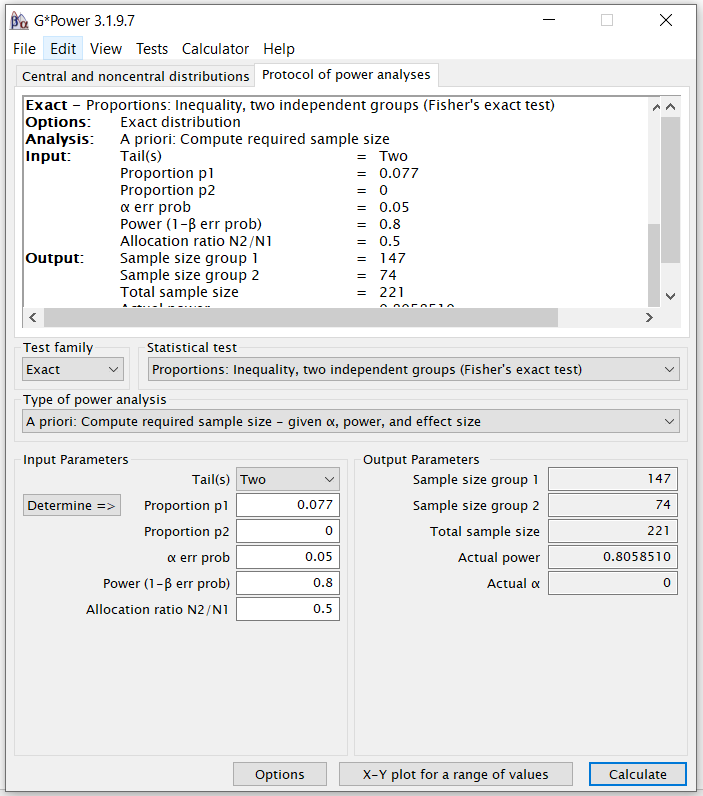 G*Power 3.1.9.7
File Edit View Tests Calculator Help
Central and noncentral distributions Protocol of power analyses
Exact – Proportions: Inequality, two independent groups (Fisher's exact test)
Options: Exact distribution
Analysis: A priori: Compute required sample size
Input: Tail(s) = Two
Proportion p1 = 0.077
Proportion p2 = 0
α err prob = 0.05
Power (1-β err prob) = 0.8
Allocation ratio N2/N1 = 0.5
Output: Sample size group 1 = 147
Sample size group 2 = 74
Total sample size = 221
Actual power = 0.8058510
Test family Statistical test
Exact Proportions: Inequality, two independent groups (Fisher's exact test)
Type of power analysis
A priori: Compute required sample size – given α, power, and effect size
Input Parameters Output Parameters
Tail(s) Two Sample size group 1 147
Determine => Proportion p1 0.077 Sample size group 2 74
Proportion p2 0 Total sample size 221
α err prob 0.05 Actual power 0.8058510
Power (1-β err prob) 0.8 Actual α 0
Allocation ratio N2/N1 0.5
Options X-Y plot for a range of values Calculate